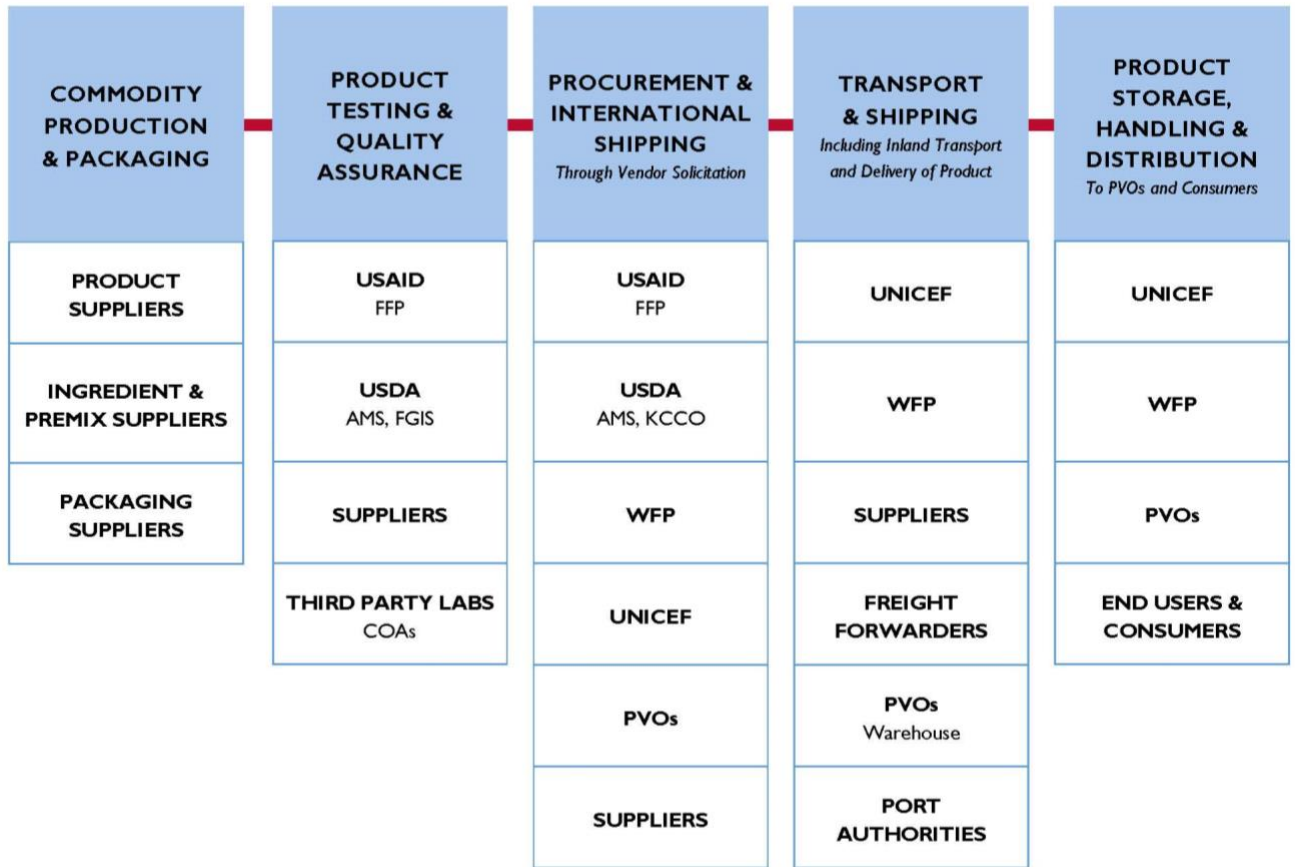 COMMODITY
PRODUCTION
& PACKAGING
PRODUCT
TESTING &
QUALITY
ASSURANCE
PROCUREMENT &
INTERNATIONAL
SHIPPING
Through Vendor Solicitation
TRANSPORT
& SHIPPING
Including Inland Transport
and Delivery of Product
PRODUCT
STORAGE,
HANDLING &
DISTRIBUTION
To PVOs and Consumers
PRODUCT
SUPPLIERS
INGREDIENT &
PREMIX SUPPLIERS
PACKAGING
SUPPLIERS
USAID
FFP
USDA
AMS, FGIS
SUPPLIERS
THIRD PARTY LABS
COAs
USAID
FFP
USDA
AMS, KCCO
WFP
UNICEF
PVOs
SUPPLIERS
UNICEF
WFP
SUPPLIERS
FREIGHT
FORWARDERS
PVOs
Warehouse
PORT
AUTHORITIES
UNICEF
WFP
PVOs
END USERS &
CONSUMERS